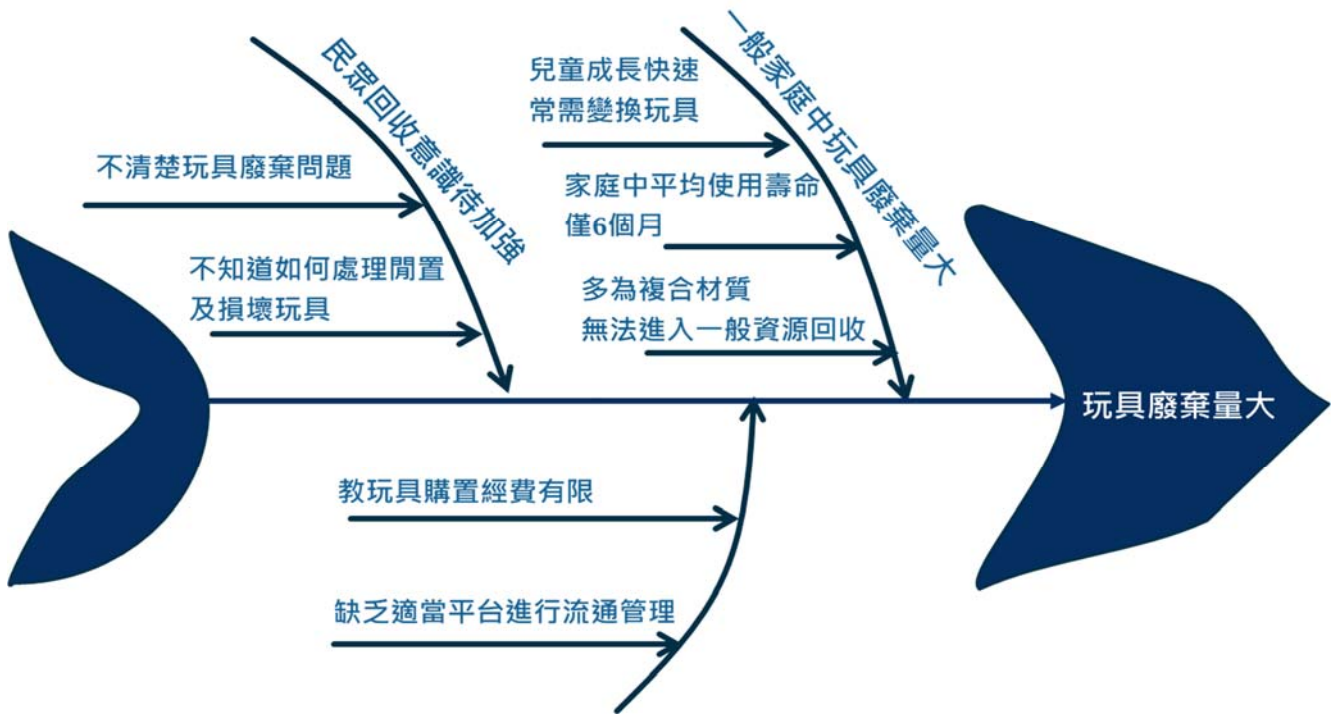 民眾回收意識待加強
不清楚玩具廢棄問題
不知道如何處理閒置
及損壞玩具
一般家庭中玩具廢棄量大
兒童成長快速
常需變換玩具
家庭中平均使用壽命
僅6個月
多為複合材質
無法進入一般資源回收
玩具廢棄量大
教玩具購置經費有限
缺乏適當平台進行流通管理